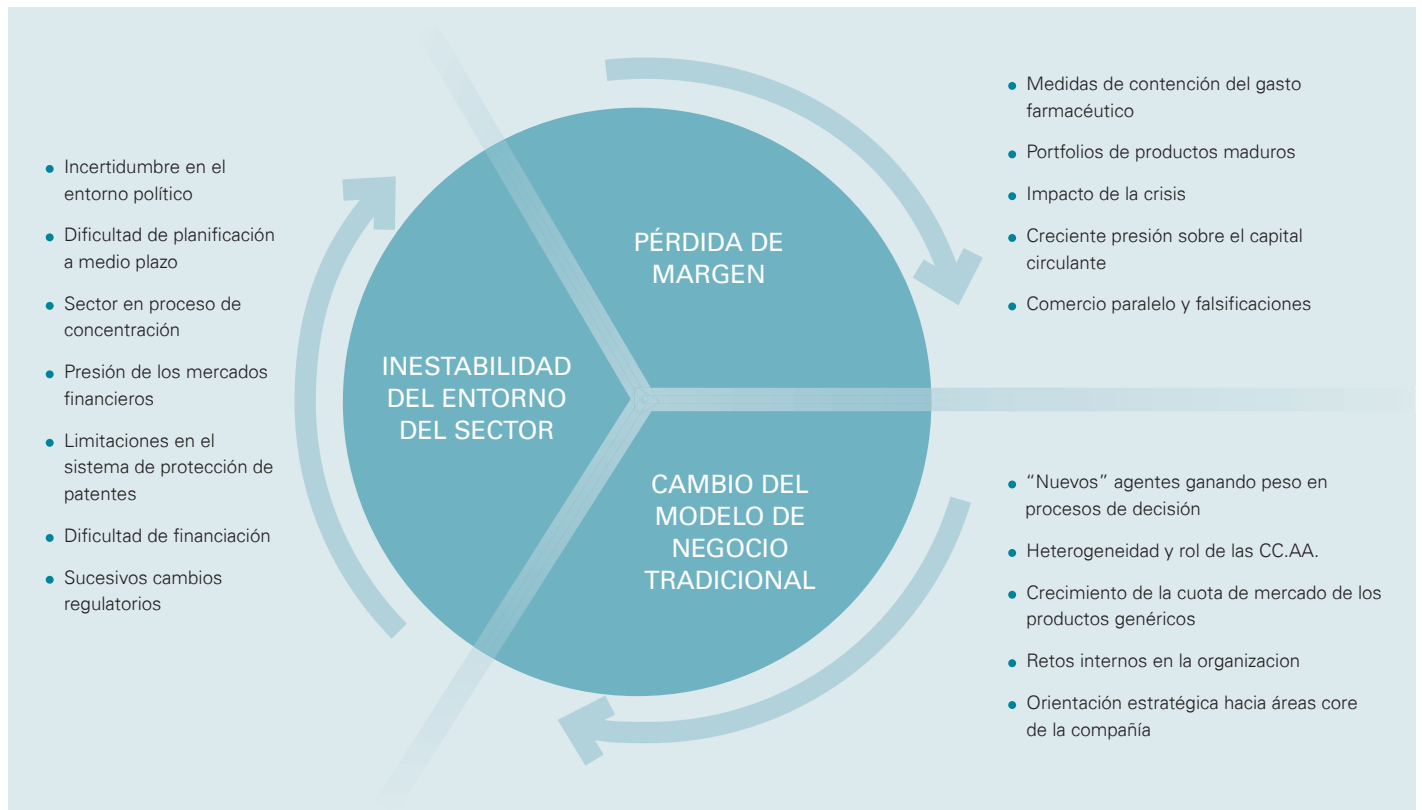 Incertidumbre en el
entorno político
Dificultad de planificación
a medio plazo
Sector en proceso de
concentración
Presión de los mercados
financieros
Limitaciones en el
sistema de protección de
patentes
Dificultad de financiación
Sucesivos cambios
regulatorios
INESTABILIDAD
DEL ENTORNO
DEL SECTOR
PÉRDIDA DE
MARGEN
CAMBIO DEL
MODELO DE
NEGOCIO
TRADICIONAL
Medidas de contención del gasto
farmacéutico
Portfolios de productos maduros
Impacto de la crisis
Creciente presión sobre el capital
circulante
Comercio paralelo y falsificaciones
“Nuevos” agentes ganando peso en
procesos de decisión
Heterogeneidad y rol de las CC.AA.
Crecimiento de la cuota de mercado de los
productos genéricos
Retos internos en la organizacion
Orientación estratégica hacia áreas core
de la compañía